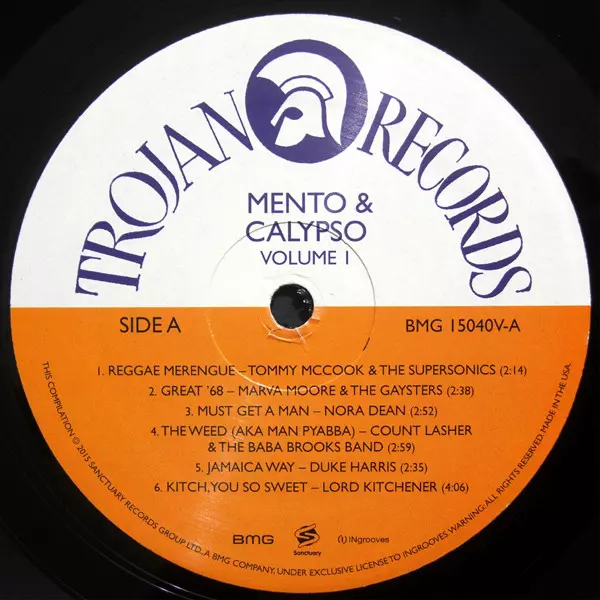 TROJAN RECORDS
MENTO &
CALYPSO
VOLUME 1
SIDE A
BMG 15040V-A
1. REGGAE MERENGUE – TOMMY MCCOOK & THE SUPERSONICS (2:14)
2. GREAT '68 – MARVA MOORE & THE GAYSTERS (2:38)
3. MUST GET A MAN – NORA DEAN (2:52)
4. THE WEED (AKA MAN PYABBA) – COUNT LASHER
& THE BABA BROOKS BAND (2:59)
5. JAMAICA WAY – DUKE HARRIS (2:35)
6. KITCH, YOU SO SWEET – LORD KITCHENER (4:06)
BMG
Sanctuary
INgrooves
THIS COMPILATION © 2015 SANCTUARY RECORDS GROUP LTD., A BMG COMPANY, UNDER EXCLUSIVE LICENSE TO INGROOVES WARNING: ALL RIGHTS RESERVED. MADE IN THE USA.